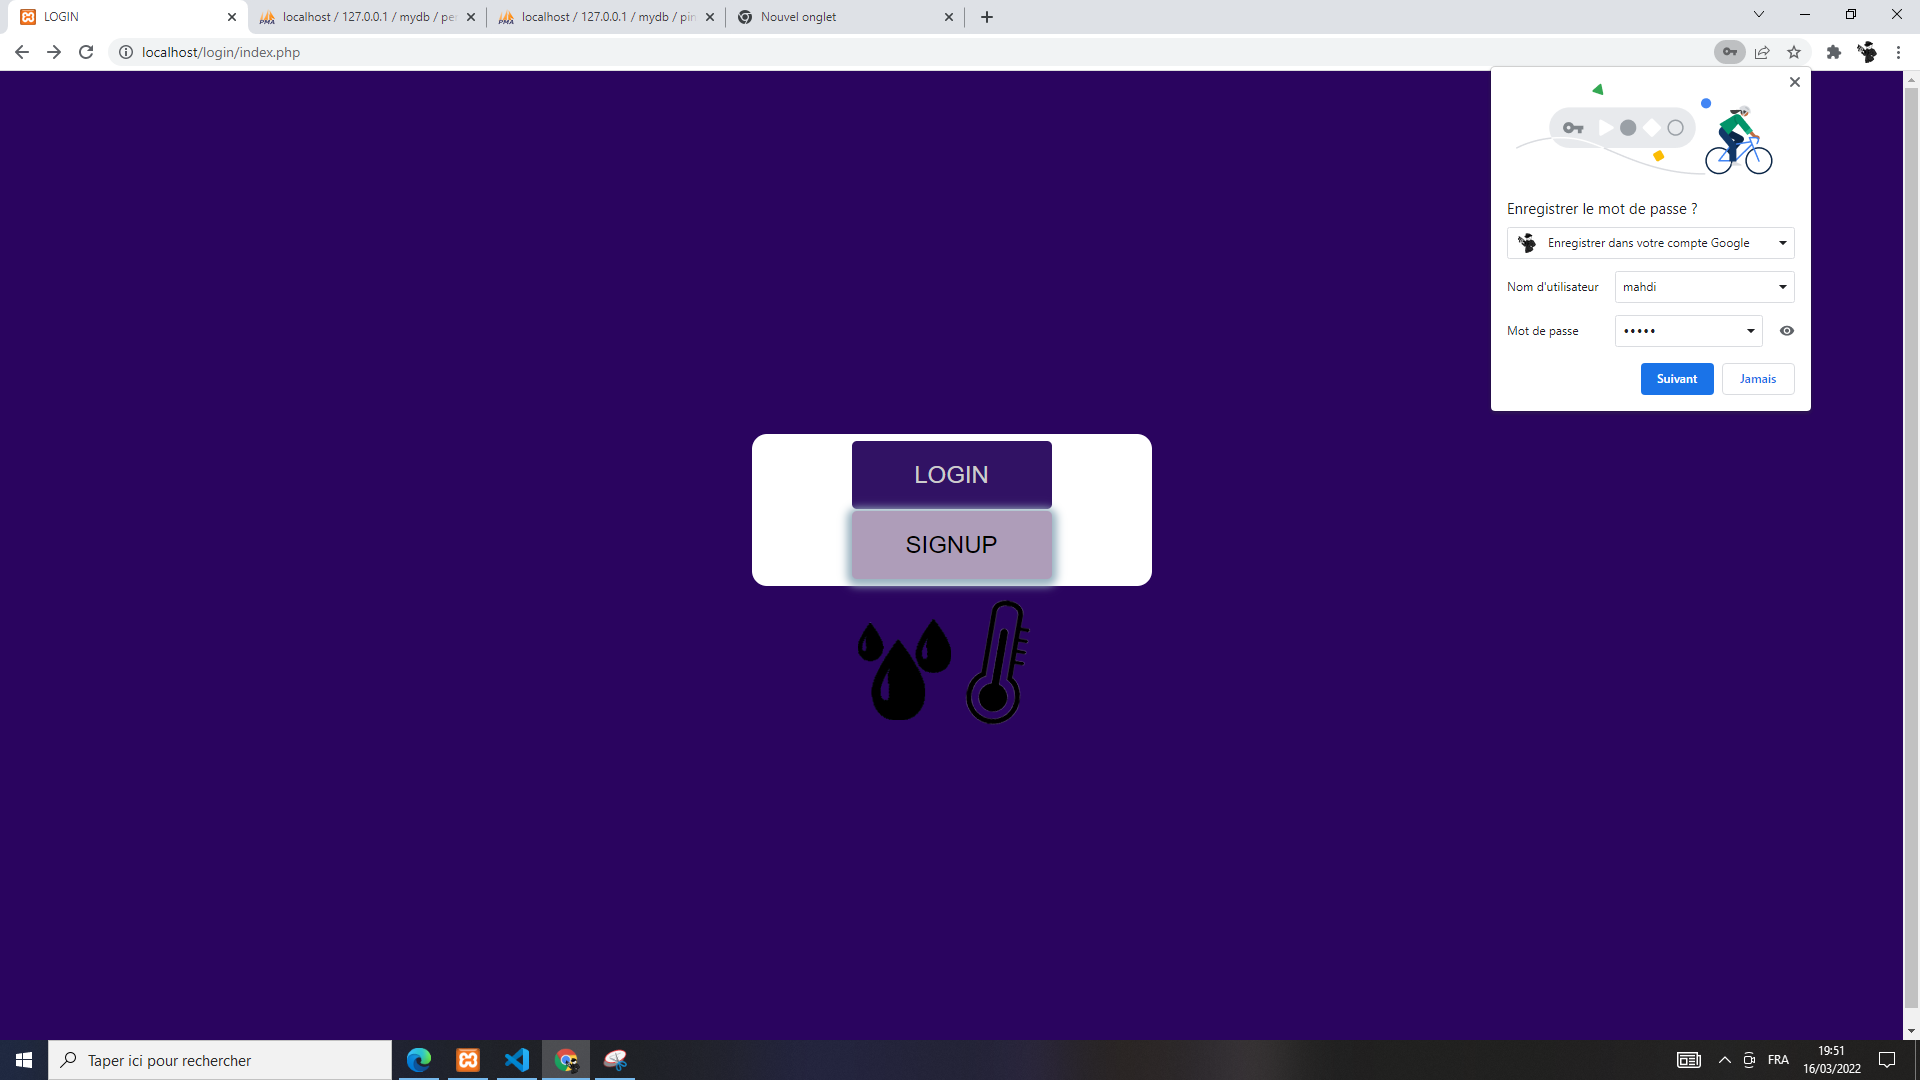 LOGIN
localhost / 127.0.0.1 / mydb / per
localhost / 127.0.0.1 / mydb / pin
Nouvel onglet
localhost/login/index.php
Enregistrer le mot de passe ?
Enregistrer dans votre compte Google
Nom d'utilisateur
mahdi
Mot de passe
•••••
Suivant
Jamais
LOGIN
SIGNUP
Taper ici pour rechercher
FRA
19:51
16/03/2022